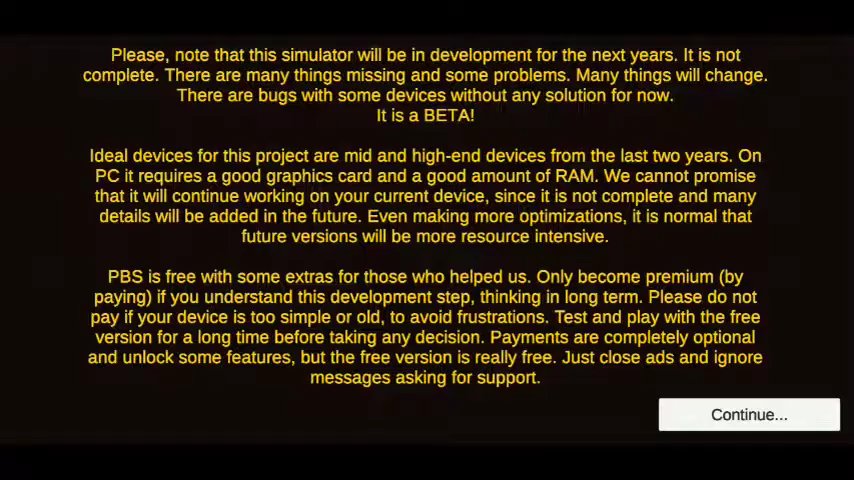 Please, note that this simulator will be in development for the next years. It is not
complete. There are many things missing and some problems. Many things will change.
There are bugs with some devices without any solution for now.
It is a BETA!
Ideal devices for this project are mid and high-end devices from the last two years. On
PC it requires a good graphics card and a good amount of RAM. We cannot promise
that it will continue working on your current device, since it is not complete and many
details will be added in the future. Even making more optimizations, it is normal that
future versions will be more resource intensive.
PBS is free with some extras for those who helped us. Only become premium (by
paying) if you understand this development step, thinking in long term. Please do not
pay if your device is too simple or old, to avoid frustrations. Test and play with the free
version for a long time before taking any decision. Payments are completely optional
and unlock some features, but the free version is really free. Just close ads and ignore
messages asking for support.
Continue...